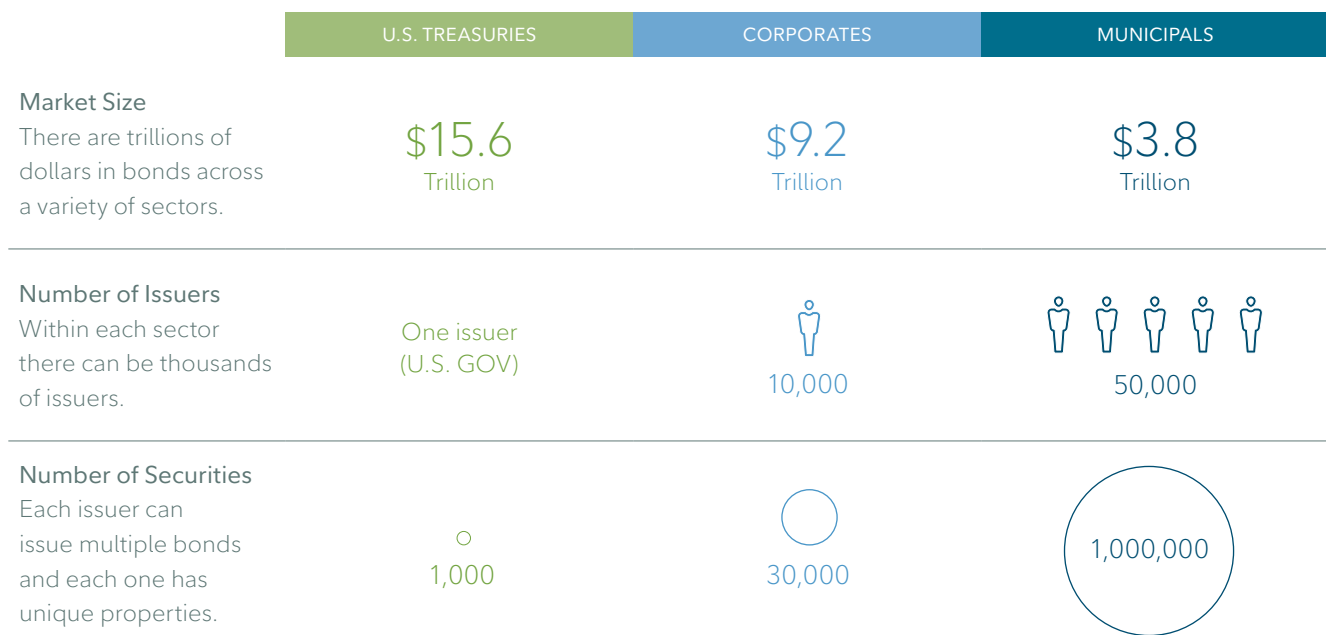 U.S. TREASURIES
CORPORATES
MUNICIPALS
Market Size
There are trillions of
dollars in bonds across
a variety of sectors.
$15.6
Trillion
$9.2
Trillion
$3.8
Trillion
Number of Issuers
Within each sector
there can be thousands
of issuers.
One issuer
(U.S. GOV)
10,000
50,000
Number of Securities
Each issuer can
issue multiple bonds
and each one has
unique properties.
1,000
30,000
1,000,000